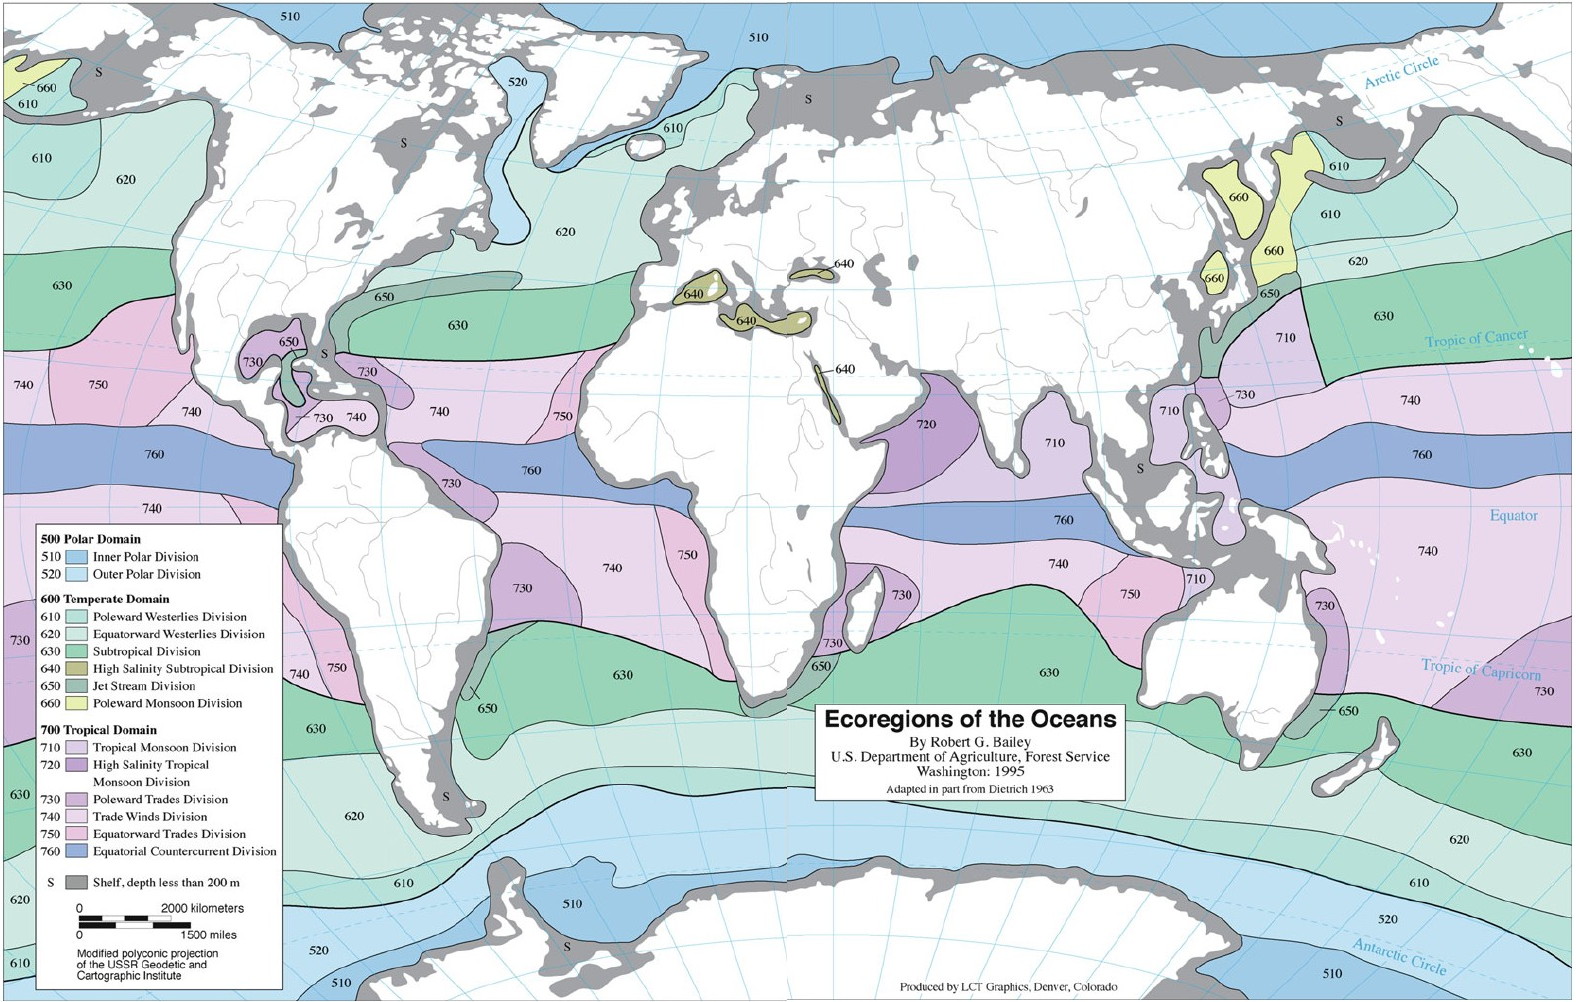 510
510
520
S
S
S
S
660
610
610
620
610
620
630
650
630
640
640
640
640
660
660
660
610
610
620
650
630
Arctic Circle
Tropic of Cancer
740
750
740
760
740
650
730
S
730
730
740
740
750
760
730
720
710
710
710
730
740
760
S
760
Equator
740
730
740
750
730
730
740
750
710
730
740
750
650
630
650
630
650
630
730
Tropic of Capricorn
730
630
630
630
620
610
620
610
S
620
610
520
510
510
S
520
510
Antarctic Circle
500 Polar Domain
510 Inner Polar Division
520 Outer Polar Division
600 Temperate Domain
610 Poleward Westerlies Division
620 Equatorward Westerlies Division
630 Subtropical Division
640 High Salinity Subtropical Division
650 Jet Stream Division
660 Poleward Monsoon Division
700 Tropical Domain
710 Tropical Monsoon Division
720 High Salinity Tropical
Monsoon Division
730 Poleward Trades Division
740 Trade Winds Division
750 Equatorward Trades Division
760 Equatorial Countercurrent Division
S Shelf, depth less than 200 m
0 2000 kilometers
0 1500 miles
Modified polyconic projection
of the USSR Geodetic and
Cartographic Institute
Ecoregions of the Oceans
By Robert G. Bailey
U.S. Department of Agriculture, Forest Service
Washington: 1995
Adapted in part from Dietrich 1963
Produced by LCT Graphics, Denver, Colorado